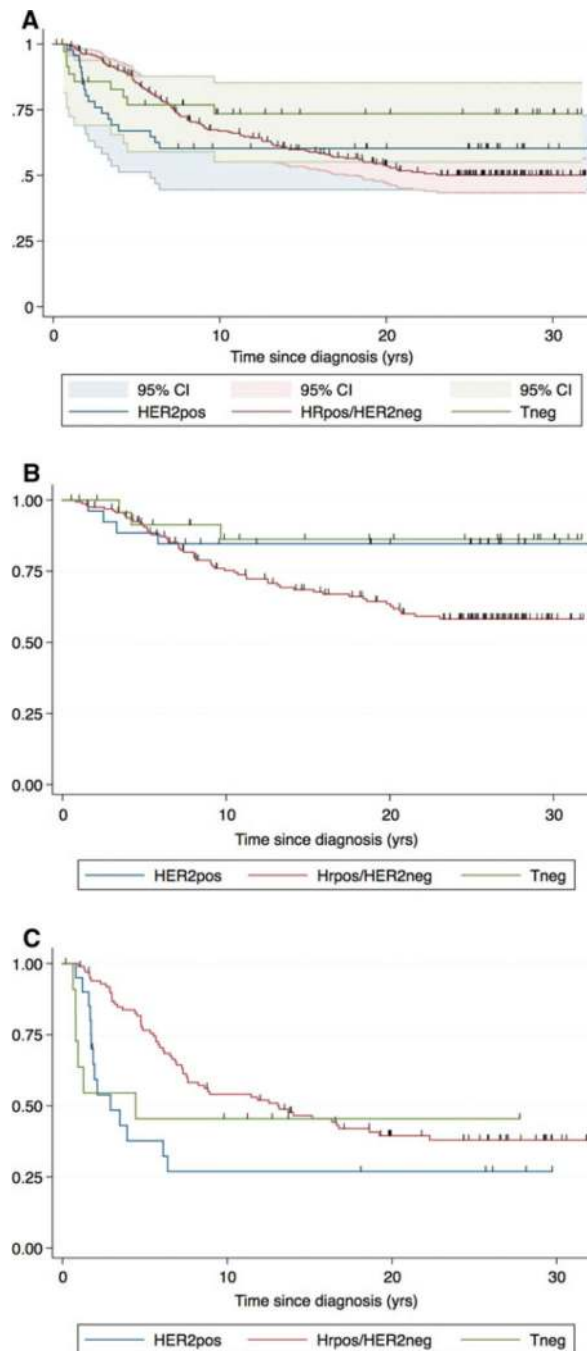 A
1
.75
.5
.25
0
0 10 20 30
Time since diagnosis (yrs)
95% CI 95% CI 95% CI
HER2pos HRpos/HER2neg Tneg
B
1.00
0.75
0.50
0.25
0.00
0 10 20 30
Time since diagnosis (yrs)
HER2pos Hrpos/HER2neg Tneg
C
1.00
0.75
0.50
0.25
0.00
0 10 20 30
Time since diagnosis (yrs)
HER2pos Hrpos/HER2neg Tneg